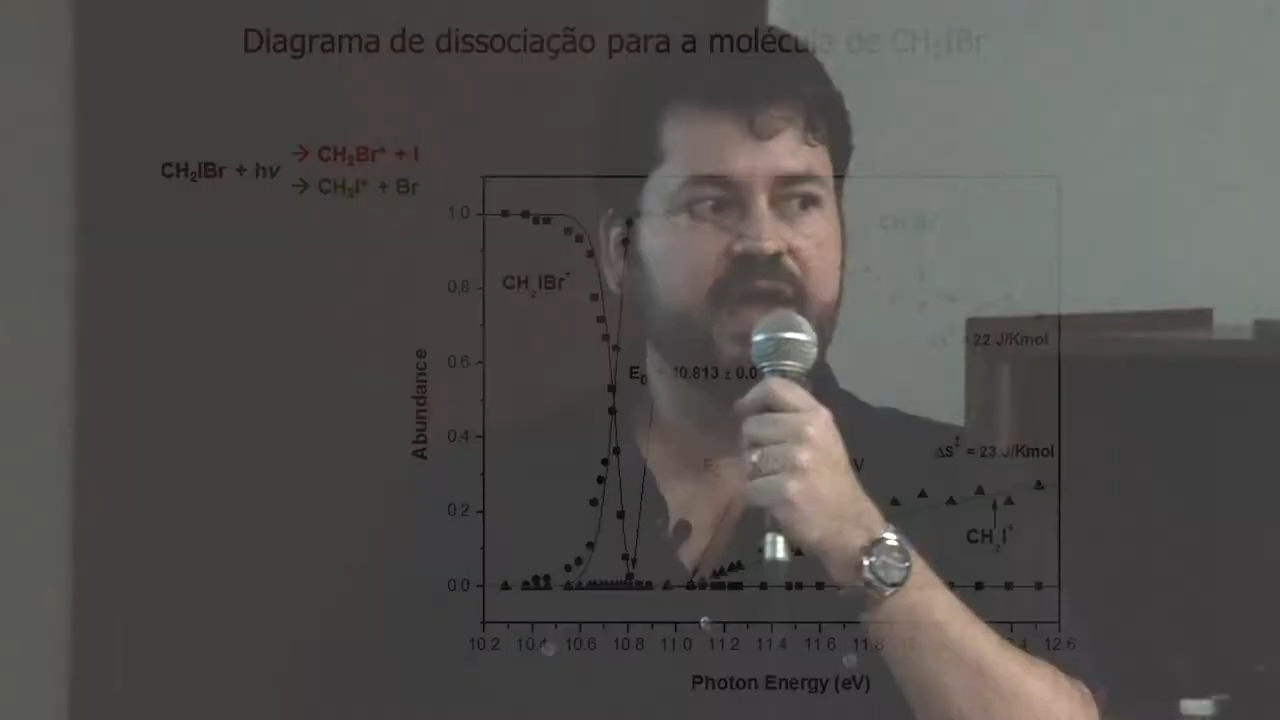 Diagrama de dissociação para a molécula de CH₂IBr
CH₂IBr + hν → CH₂Br⁺ + I
→ CH₂I⁺ + Br
1.0
CH₂IBr⁺
0.8
22 J/Kmol
0.6
E₀ 10.813 ± 0.0
Abundance
0.4
ΔS‡ = 23 J/Kmol
0.2
CH₂I⁺
0.0
10.2 10.4 10.6 10.8 11.0 11.2 11.4 11.6 11.8 12.6
Photon Energy (eV)